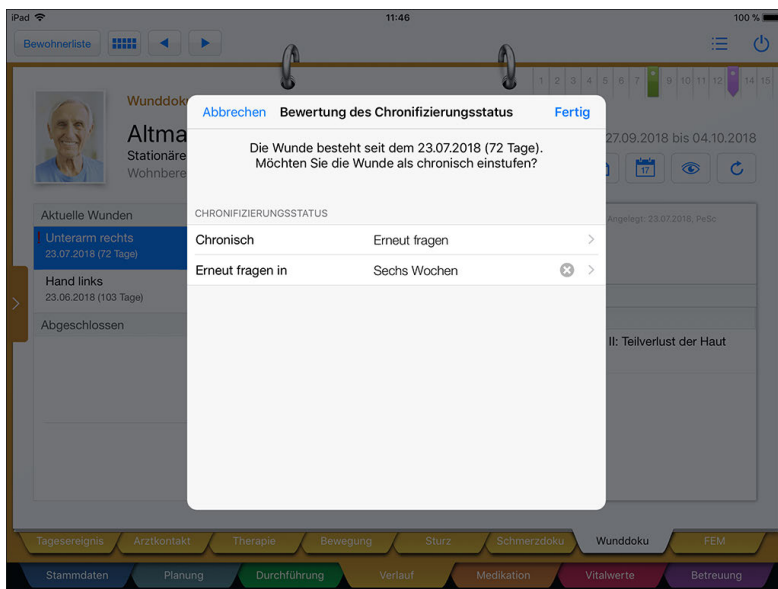 iPad 11:46 100 %
Bewohnerliste
1 2 3 4 5 6 7 9 10 11 12 14 15
Wunddok
Altma
27.09.2018 bis 04.10.2018
Stationäre
Wohnbere
17
Abbrechen Bewertung des Chronifizierungsstatus Fertig
Die Wunde besteht seit dem 23.07.2018 (72 Tage).
Möchten Sie die Wunde als chronisch einstufen?
CHRONIFIZIERUNGSSTATUS
Chronisch Erneut fragen
Erneut fragen in Sechs Wochen
Aktuelle Wunden
Angelegt: 23.07.2018, PeSc
! Unterarm rechts
23.07.2018 (72 Tage)
Hand links
23.06.2018 (103 Tage)
Abgeschlossen
II: Teilverlust der Haut
Tagesereignis Arztkontakt Therapie Bewegung Sturz Schmerzdoku Wunddoku FEM
Stammdaten Planung Durchführung Verlauf Medikation Vitalwerte Betreuung